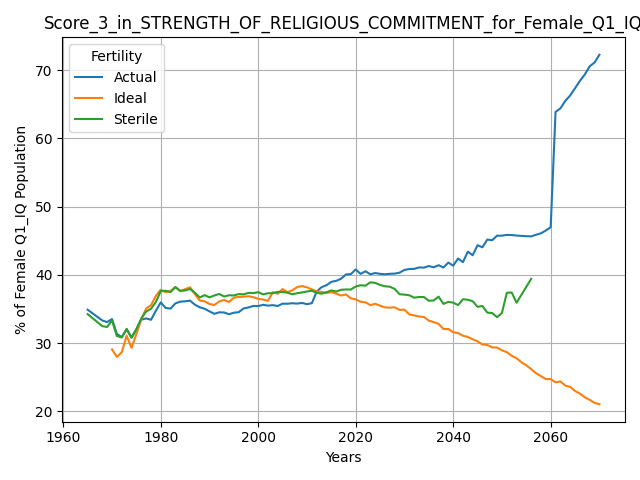 Score_3_in_STRENGTH_OF_RELIGIOUS_COMMITMENT_for_Female_Q1_IQ
Fertility
Actual
Ideal
Sterile
70
60
50
40
30
20
% of Female Q1_IQ Population
1960 1980 2000 2020 2040 2060
Years